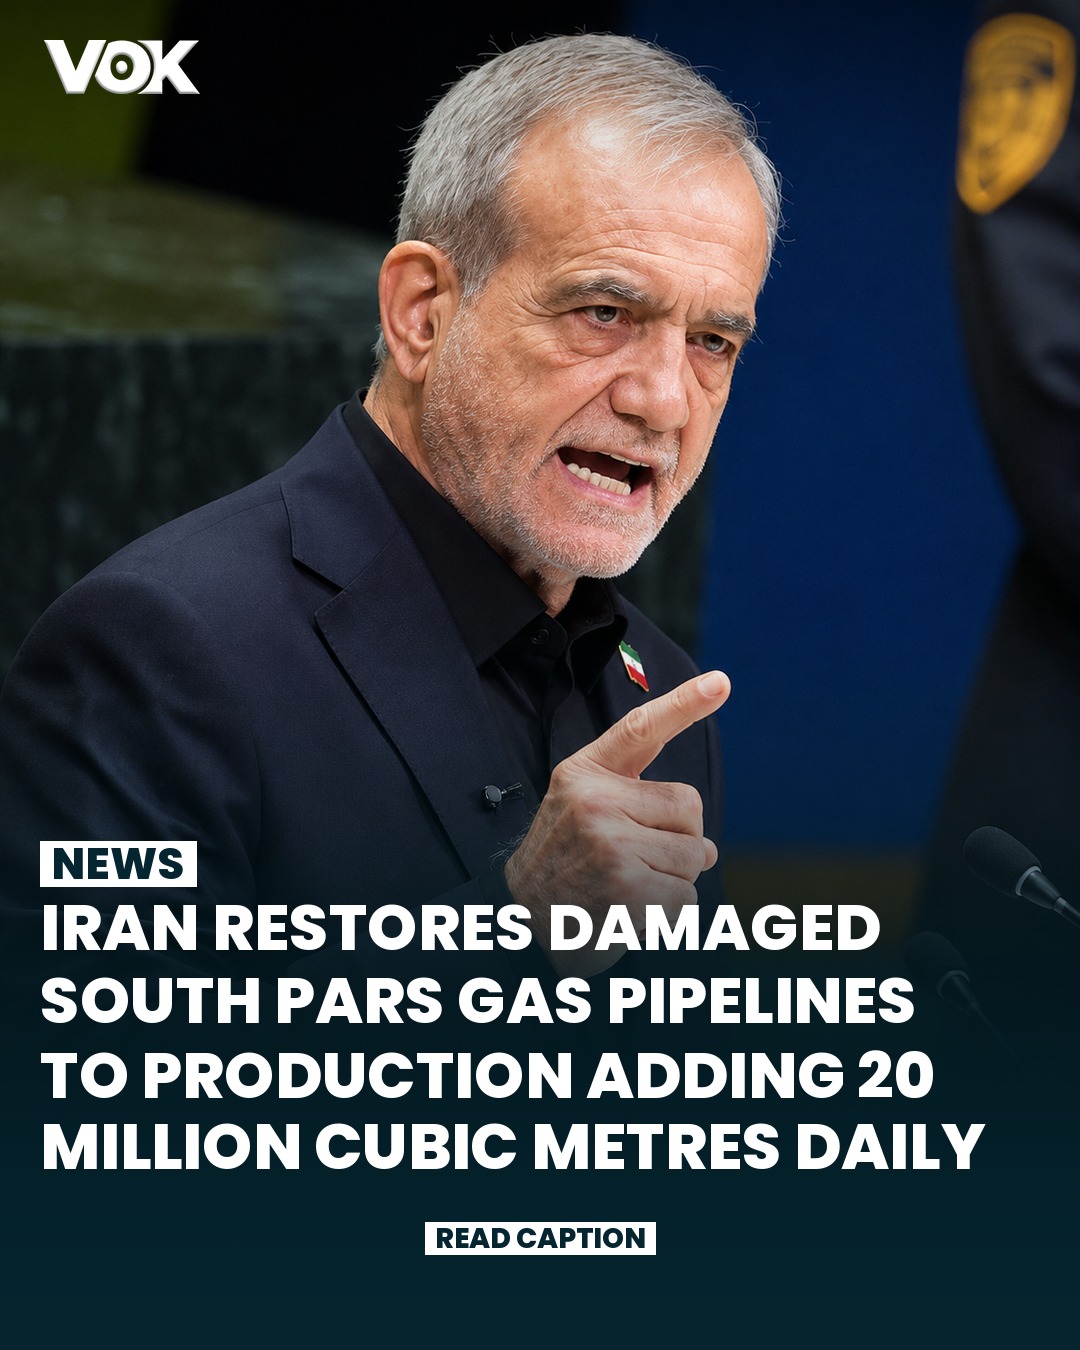 VOK
NEWS
IRAN RESTORES DAMAGED
SOUTH PARS GAS PIPELINES
TO PRODUCTION ADDING 20
MILLION CUBIC METRES DAILY
READ CAPTION